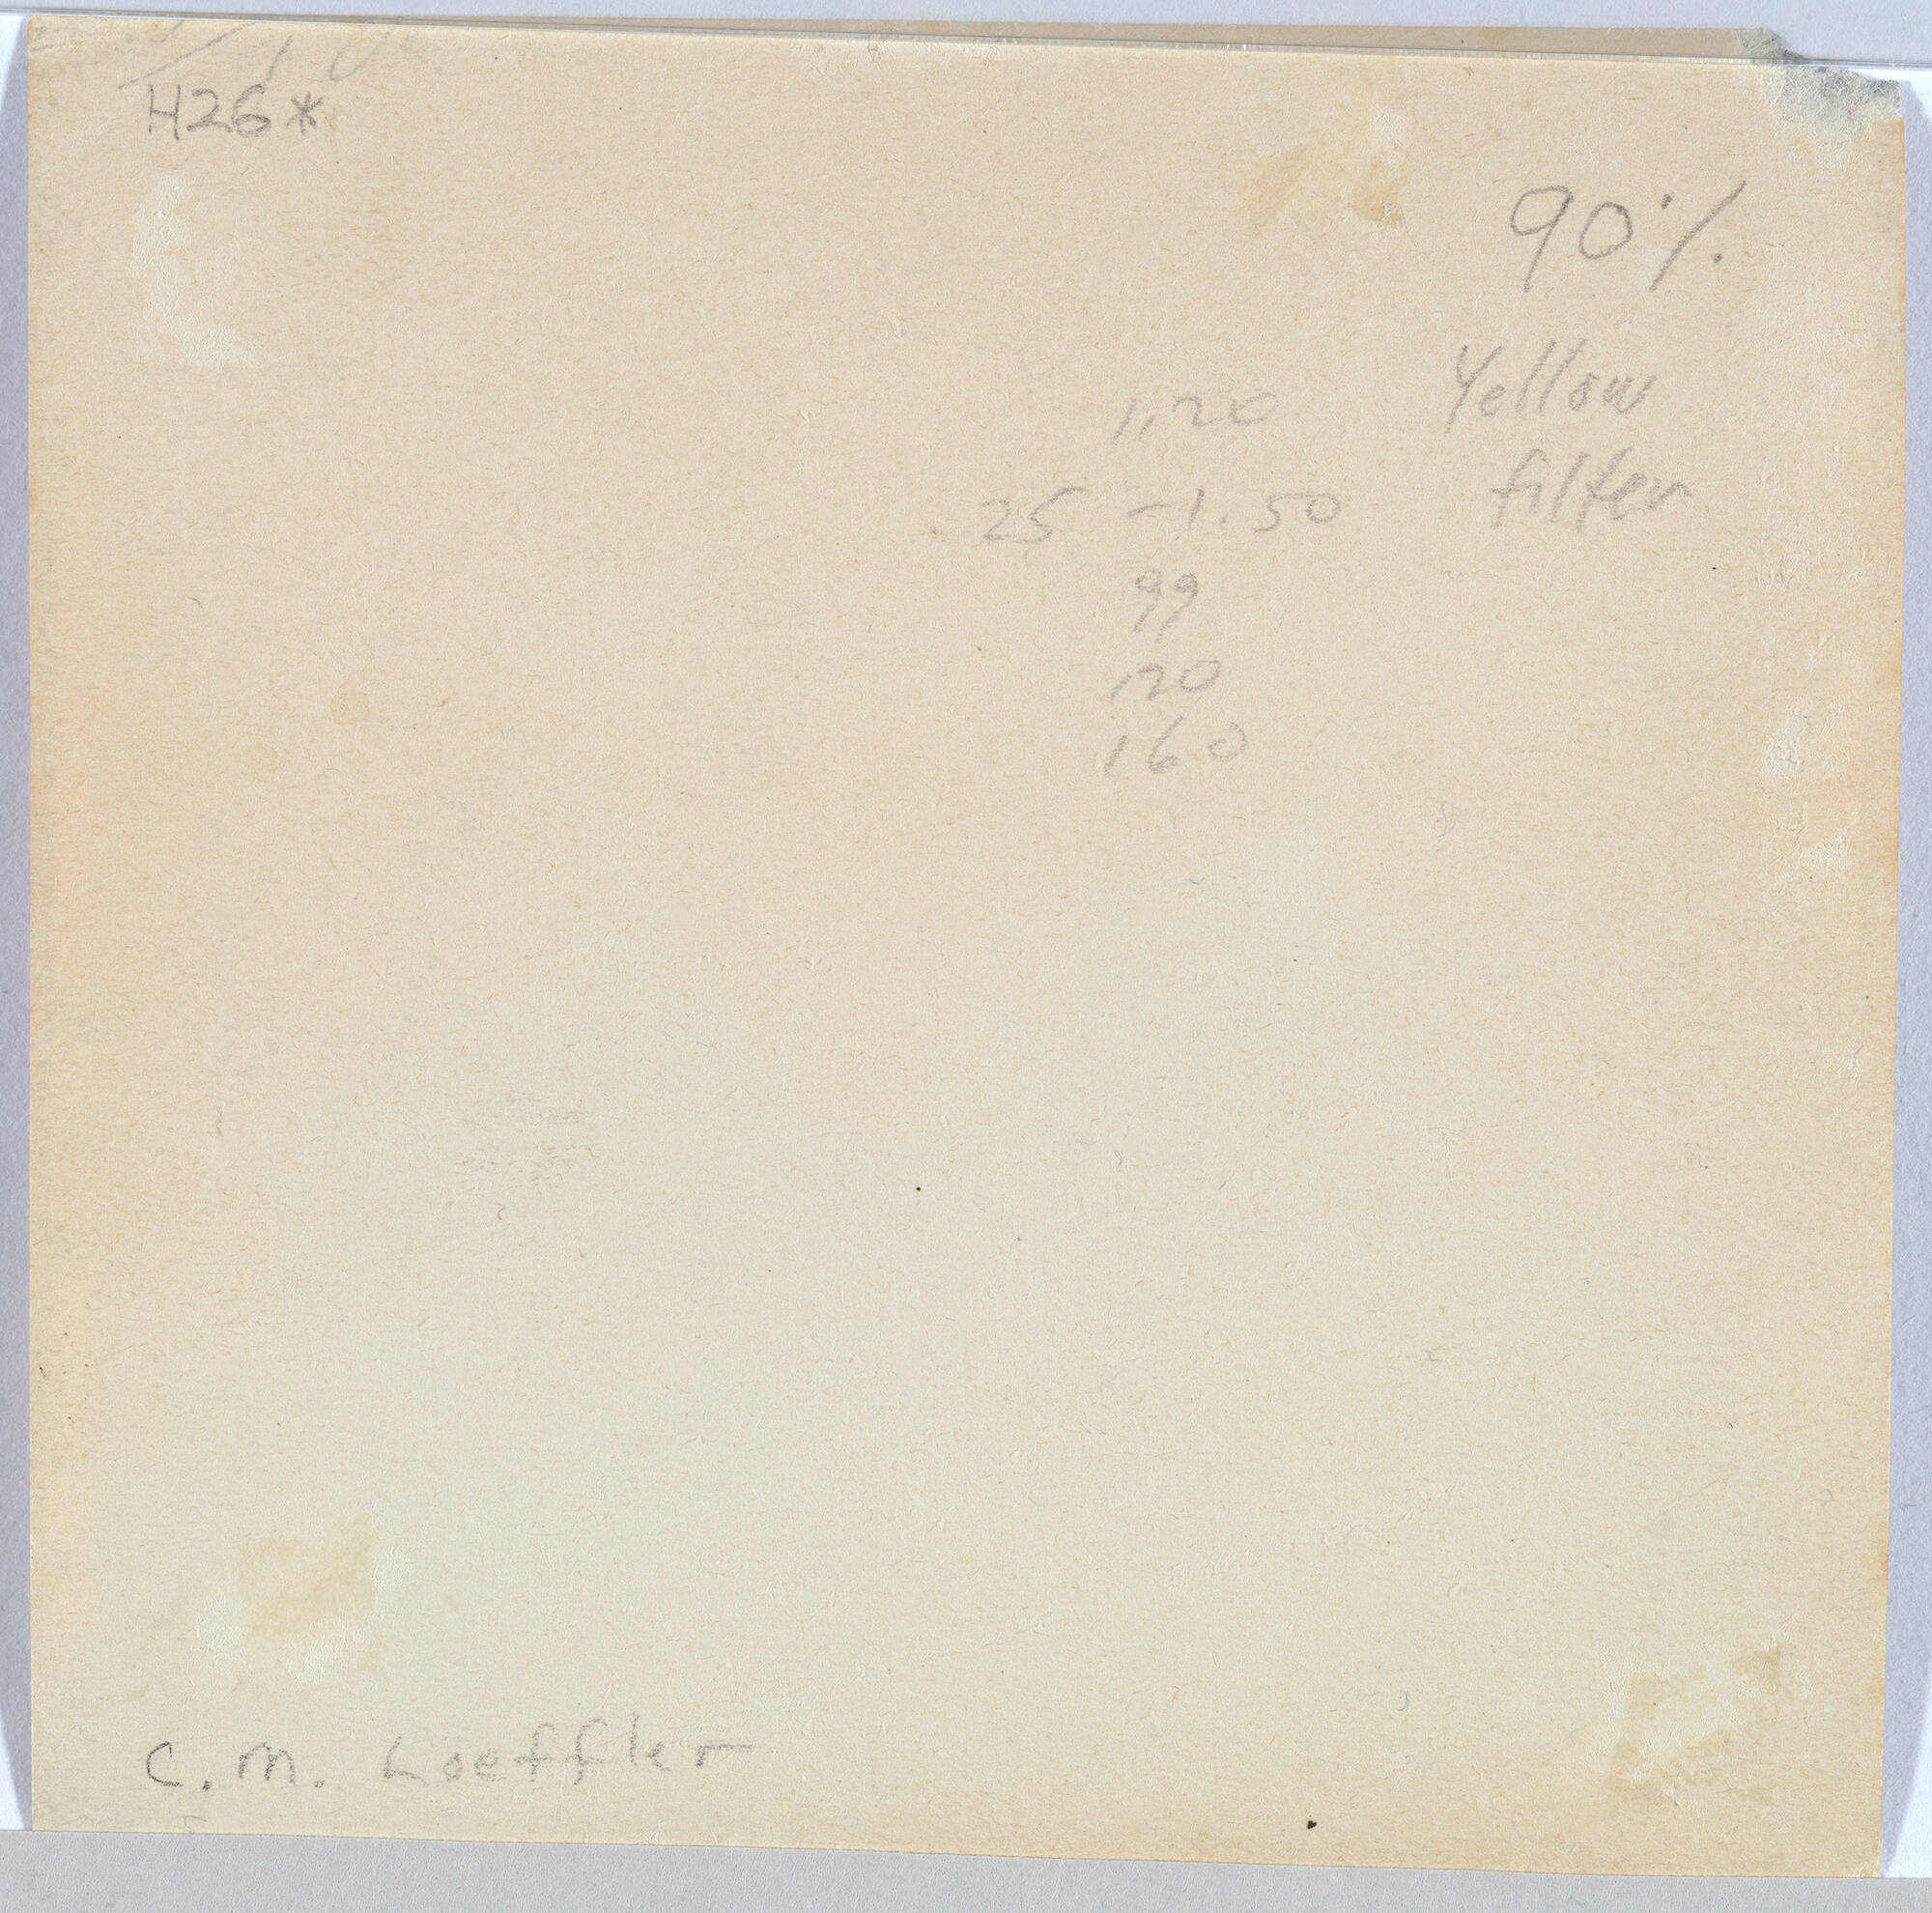 H26*
90%
Yellow
filter
1,20
.25 - 1.50
99
120
160
C. M. Loeffler